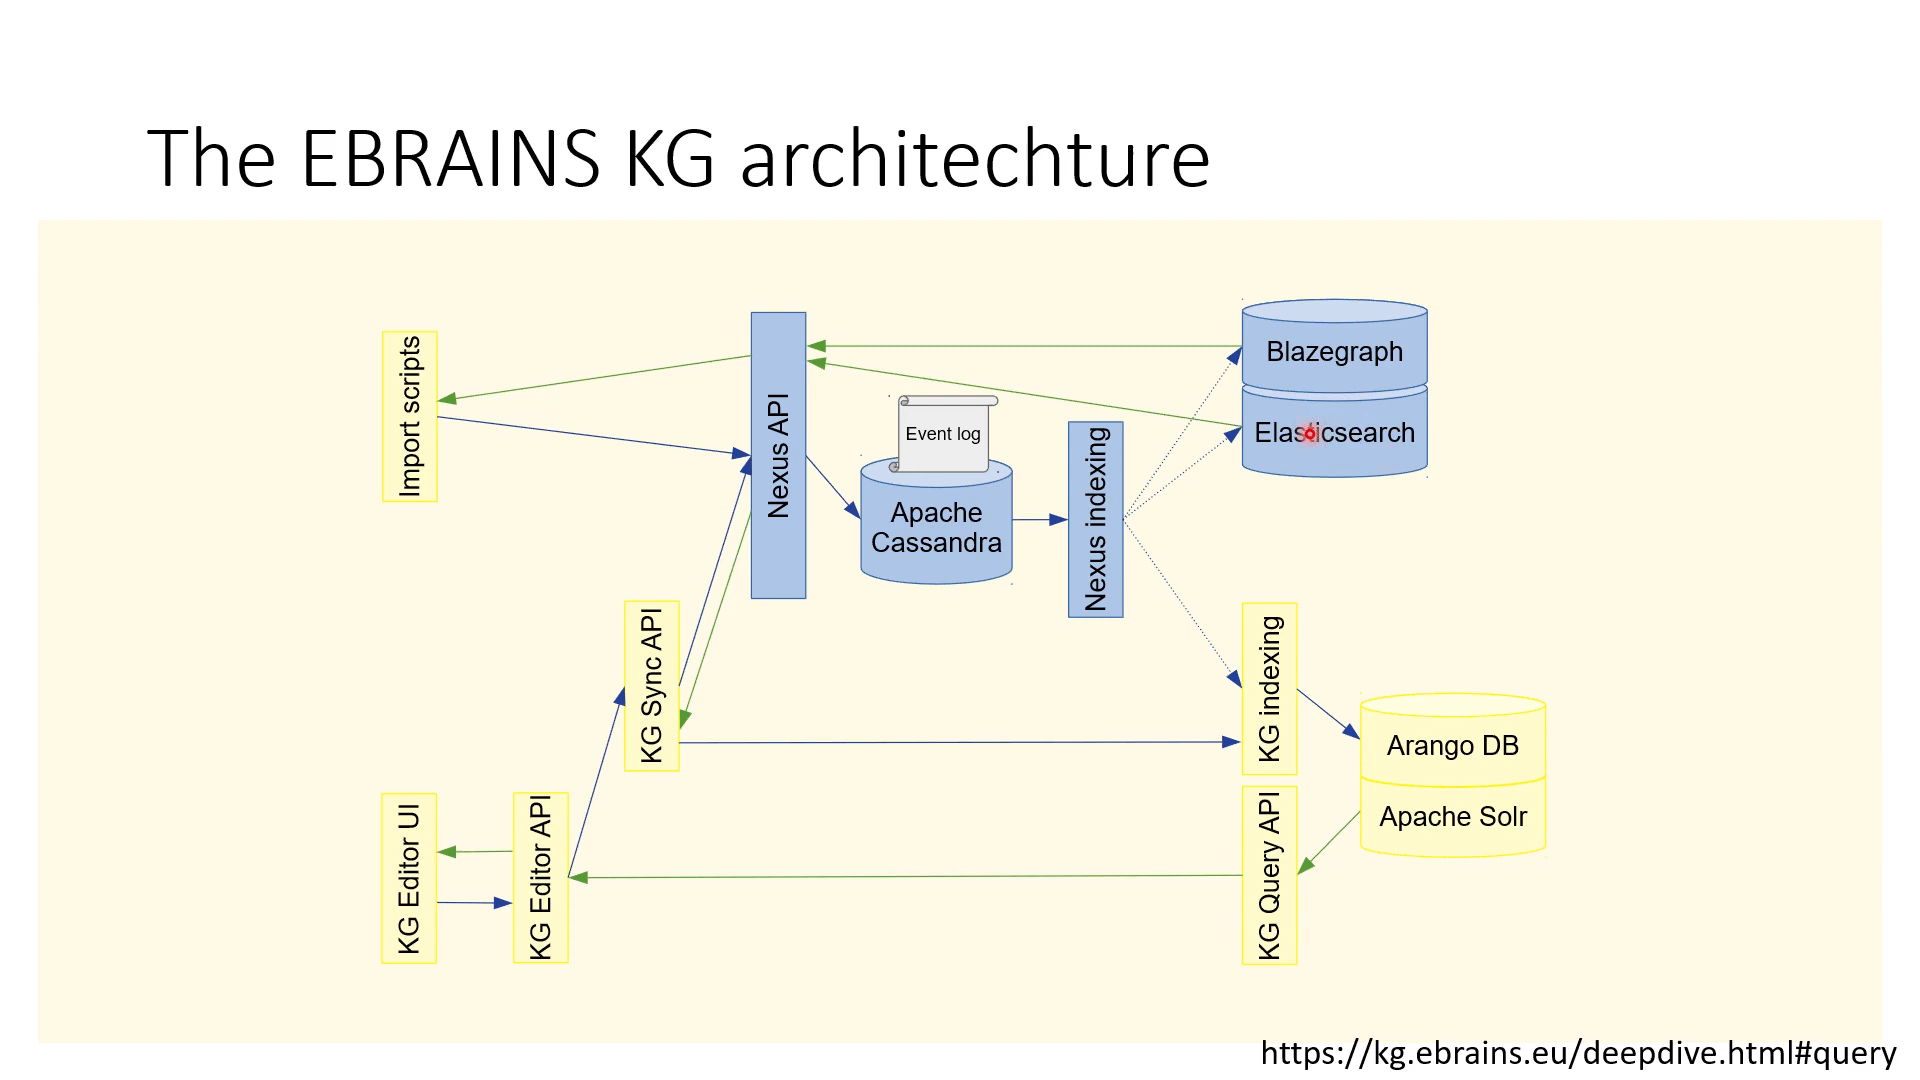 The EBRAINS KG architechture
Import scripts
Nexus API
Event log
Apache
Cassandra
Nexus indexing
Blazegraph
Elasticsearch
KG Sync API
KG indexing
Arango DB
Apache Solr
KG Editor UI
KG Editor API
KG Query API
https://kg.ebrains.eu/deepdive.html#query